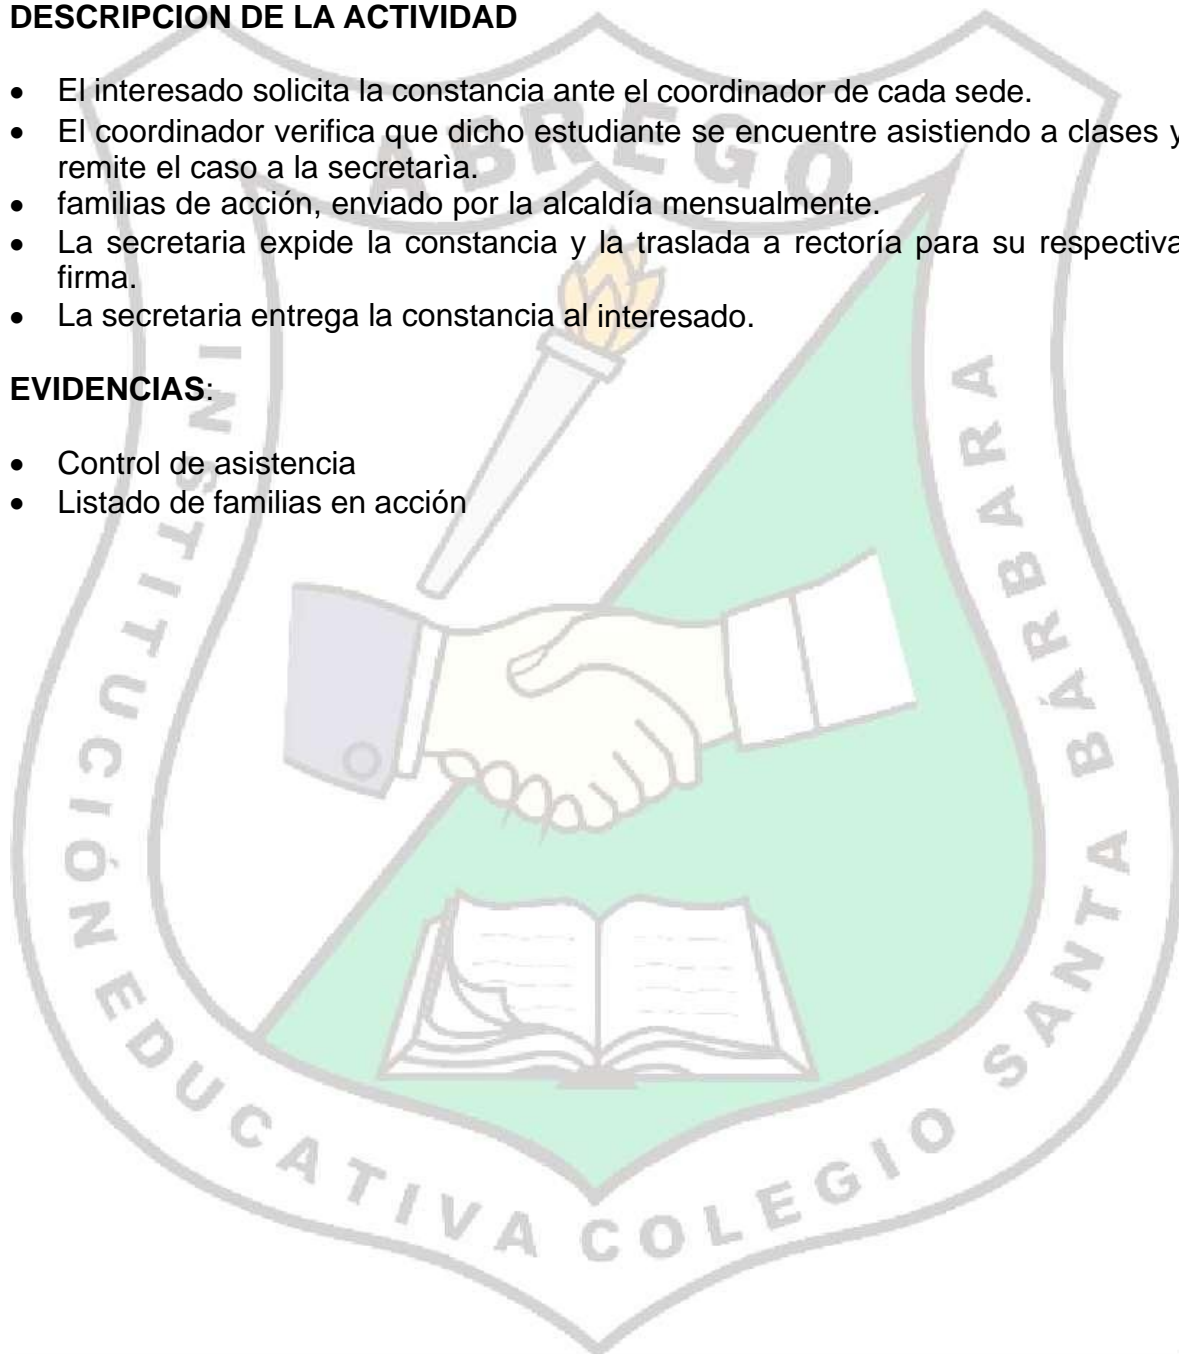 DESCRIPCION DE LA ACTIVIDAD
• El interesado solicita la constancia ante el coordinador de cada sede.
• El coordinador verifica que dicho estudiante se encuentre asistiendo a clases y
remite el caso a la secretarìa.
• familias de acción, enviado por la alcaldía mensualmente.
• La secretaria expide la constancia y la traslada a rectoría para su respectiva
firma.
• La secretaria entrega la constancia al interesado.
EVIDENCIAS:
• Control de asistencia
• Listado de familias en acción
ABREGO
INSTITUCIÓN EDUCATIVA COLEGIO SANTA BÁRBARA